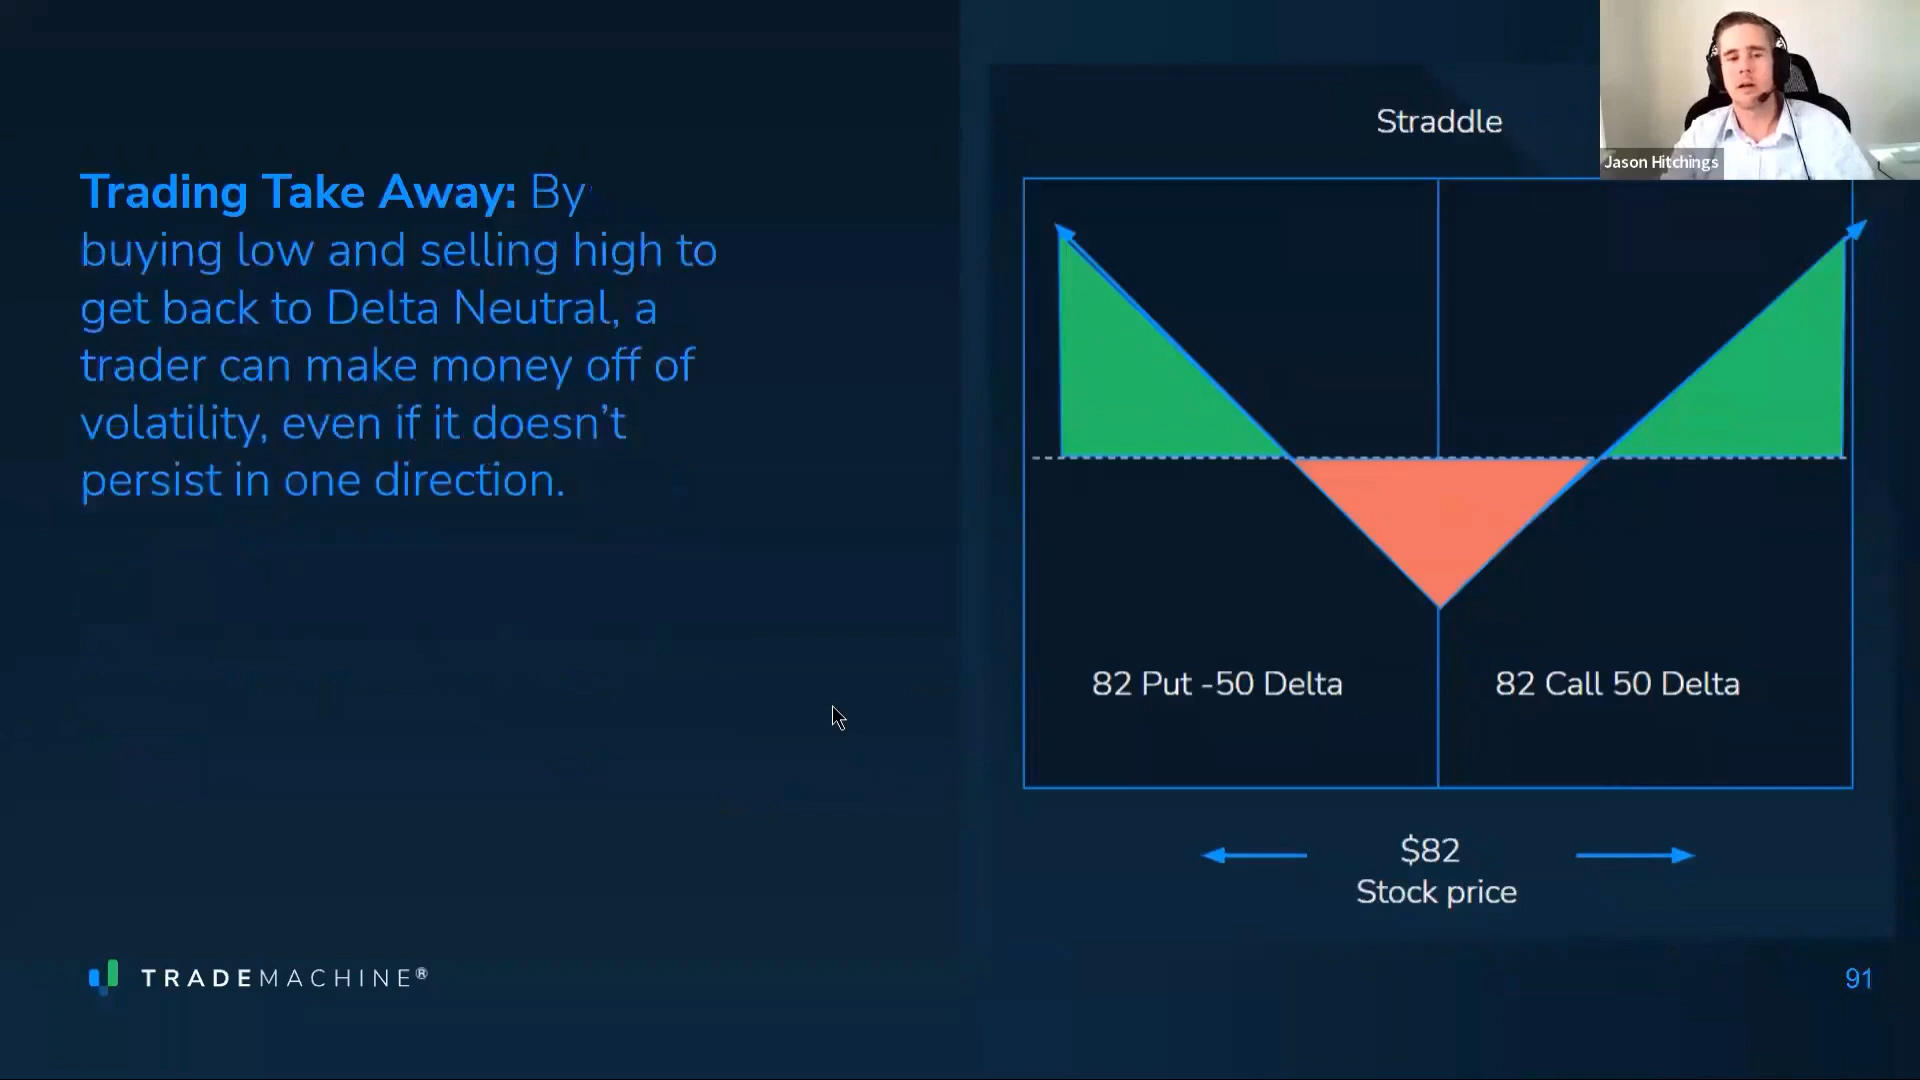 Trading Take Away: By
buying low and selling high to
get back to Delta Neutral, a
trader can make money off of
volatility, even if it doesn't
persist in one direction.
Straddle
Jason Hitchings
82 Put -50 Delta
82 Call 50 Delta
$82
Stock price
TRADEMACHINE®
91